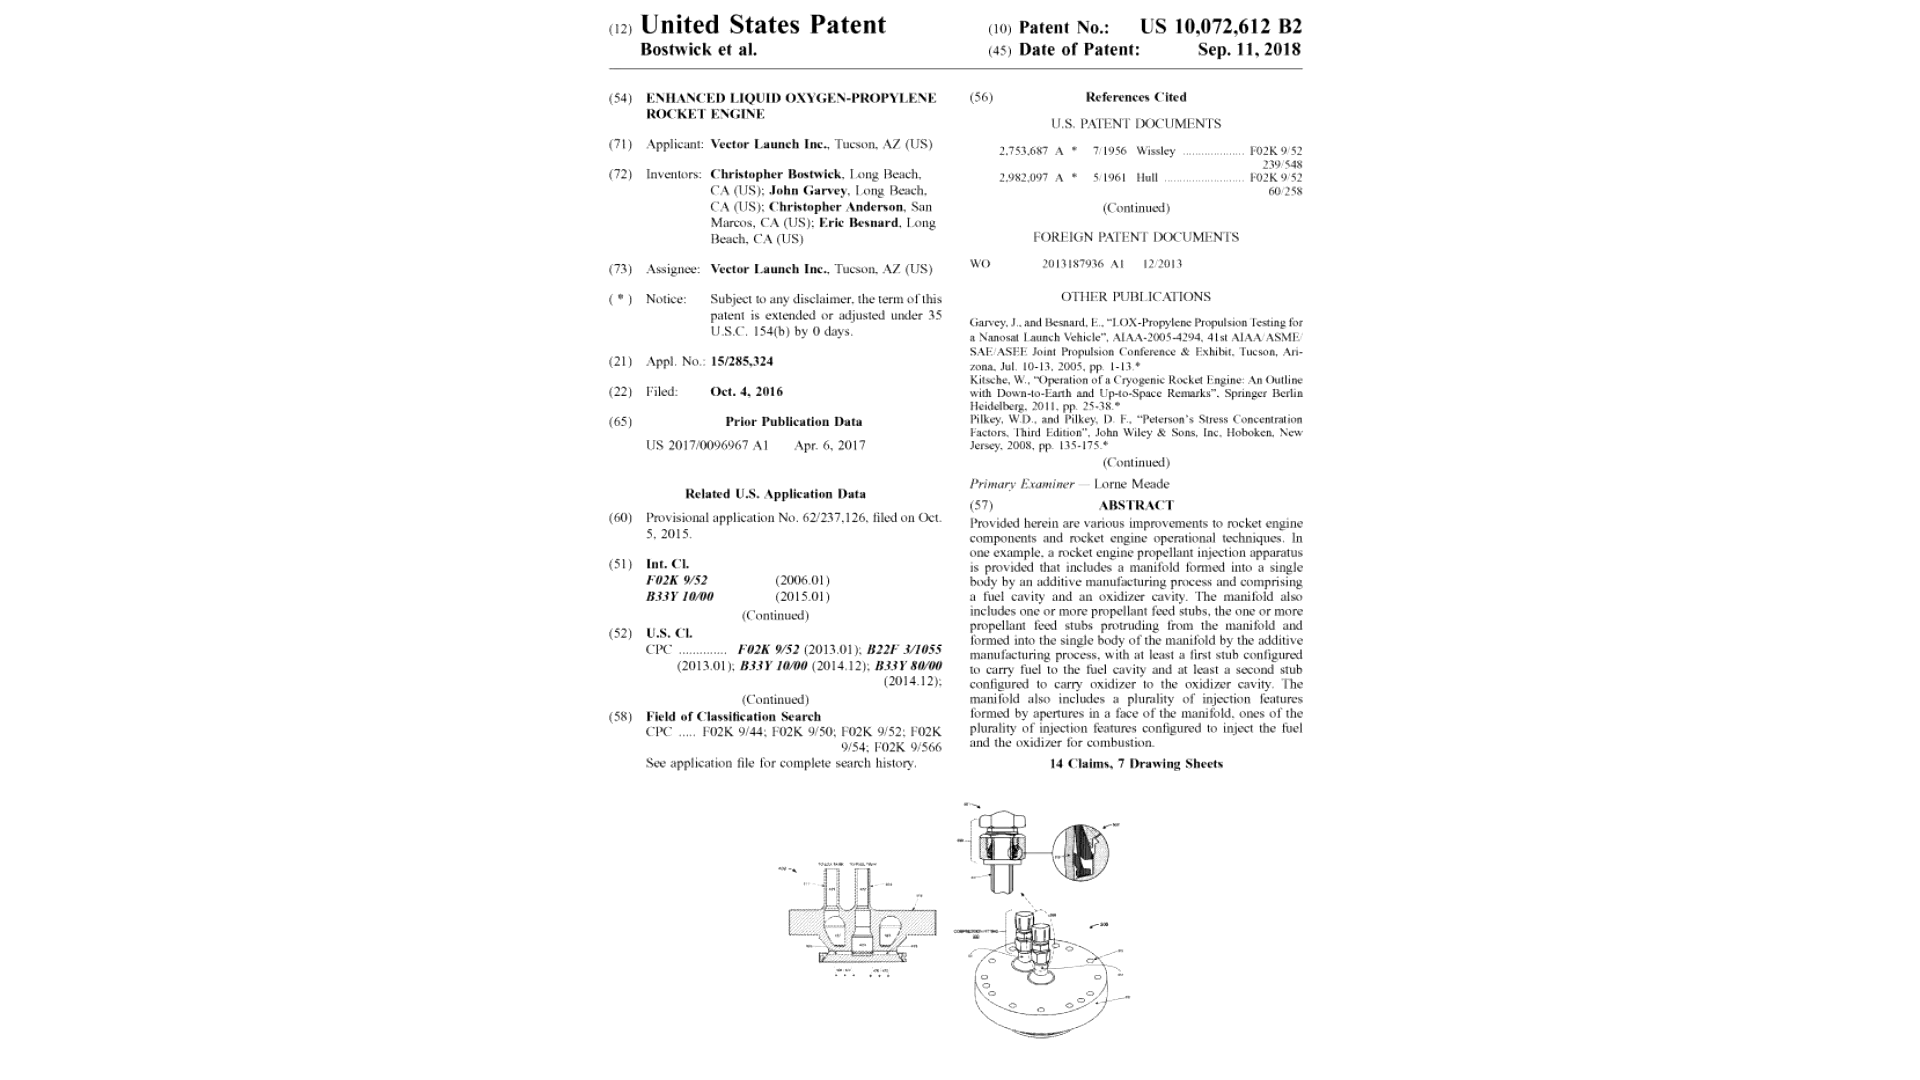 (12) United States Patent
Bostwick et al.
(10) Patent No.: US 10,072,612 B2
(45) Date of Patent: Sep. 11, 2018
(54) ENHANCED LIQUID OXYGEN-PROPYLENE
ROCKET ENGINE
(71) Applicant: Vector Launch Inc., Tucson, AZ (US)
(72) Inventors: Christopher Bostwick, Long Beach,
CA (US); John Garvey, Long Beach,
CA (US); Christopher Anderson, San
Marcos, CA (US); Eric Besnard, Long
Beach, CA (US)
(73) Assignee: Vector Launch Inc., Tucson, AZ (US)
( * ) Notice: Subject to any disclaimer, the term of this
patent is extended or adjusted under 35
U.S.C. 154(b) by 0 days.
(21) Appl. No.: 15/285,324
(22) Filed: Oct. 4, 2016
(65) Prior Publication Data
US 2017/0096967 A1 Apr. 6, 2017
Related U.S. Application Data
(60) Provisional application No. 62/237,126, filed on Oct.
5, 2015.
(51) Int. Cl.
F02K 9/52 (2006.01)
B33Y 10/00 (2015.01)
(Continued)
(52) U.S. Cl.
CPC .............. F02K 9/52 (2013.01); B22F 3/1055
(2013.01); B33Y 10/00 (2014.12); B33Y 80/00
(2014.12);
(Continued)
(58) Field of Classification Search
CPC ..... F02K 9/44; F02K 9/50; F02K 9/52; F02K
9/54; F02K 9/566
See application file for complete search history.
(56) References Cited
U.S. PATENT DOCUMENTS
2,753,687 A * 7/1956 Wissley .................... F02K 9/52
239/548
2,982,097 A * 5/1961 Hull .......................... F02K 9/52
60/258
(Continued)
FOREIGN PATENT DOCUMENTS
WO 2013187936 A1 12/2013
OTHER PUBLICATIONS
Garvey, J., and Besnard, E., “LOX-Propylene Propulsion Testing for
a Nanosat Launch Vehicle”, AIAA-2005-4294, 41st AIAA/ASME/
SAE/ASEE Joint Propulsion Conference & Exhibit, Tucson, Ari-
zona, Jul. 10-13, 2005, pp. 1-13.*
Kitsche, W., “Operation of a Cryogenic Rocket Engine: An Outline
with Down-to-Earth and Up-to-Space Remarks”, Springer Berlin
Heidelberg, 2011, pp. 25-38.*
Pilkey, W.D., and Pilkey, D. F., “Peterson’s Stress Concentration
Factors, Third Edition”, John Wiley & Sons, Inc, Hoboken, New
Jersey, 2008, pp. 135-175.*
(Continued)
Primary Examiner — Lorne Meade
(57) ABSTRACT
Provided herein are various improvements to rocket engine
components and rocket engine operational techniques. In
one example, a rocket engine propellant injection apparatus
is provided that includes a manifold formed into a single
body by an additive manufacturing process and comprising
a fuel cavity and an oxidizer cavity. The manifold also
includes one or more propellant feed stubs, the one or more
propellant feed stubs protruding from the manifold and
formed into the single body of the manifold by the additive
manufacturing process, with at least a first stub configured
to carry fuel to the fuel cavity and at least a second stub
configured to carry oxidizer to the oxidizer cavity. The
manifold also includes a plurality of injection features
formed by apertures in a face of the manifold, ones of the
plurality of injection features configured to inject the fuel
and the oxidizer for combustion.
14 Claims, 7 Drawing Sheets